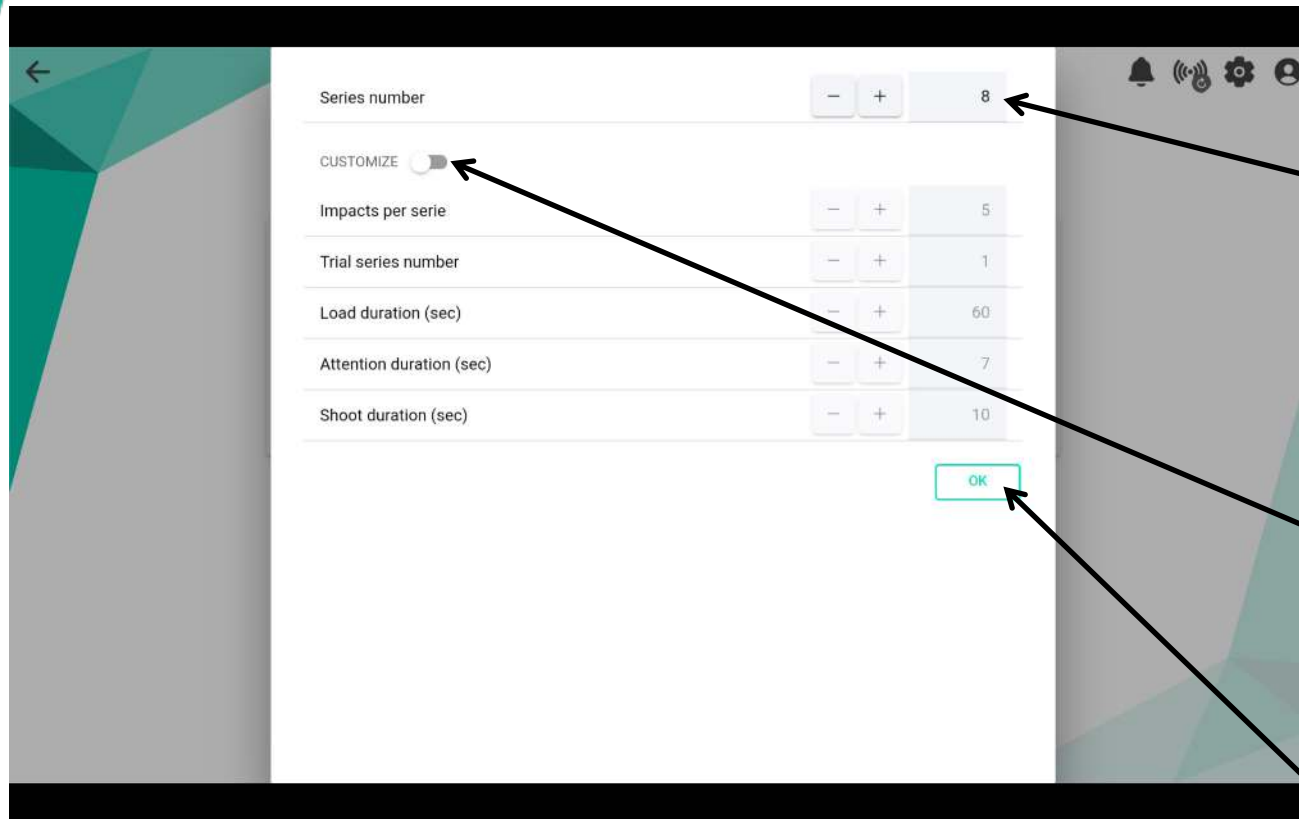 Series number - + 8
CUSTOMIZE
Impacts per serie - + 5
Trial series number - + 1
Load duration (sec) - + 60
Attention duration (sec) - + 7
Shoot duration (sec) - + 10
OK